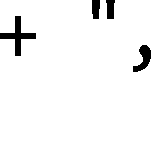 + ",